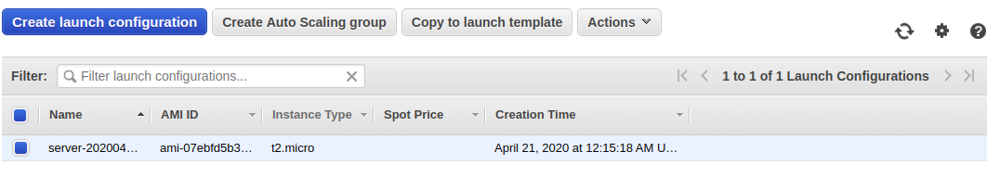 Create launch configuration Create Auto Scaling group Copy to launch template Actions
Filter: Filter launch configurations... 1 to 1 of 1 Launch Configurations
Name AMI ID Instance Type Spot Price Creation Time
server-202004... ami-07ebfd5b3... t2.micro April 21, 2020 at 12:15:18 AM U...